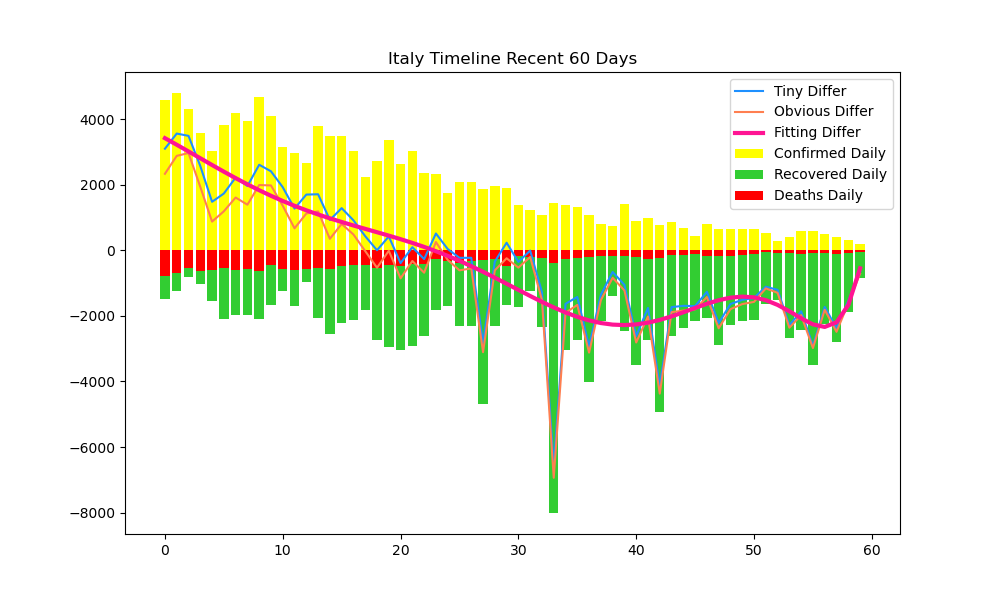 Italy Timeline Recent 60 Days
Tiny Differ
Obvious Differ
Fitting Differ
Confirmed Daily
Recovered Daily
Deaths Daily
4000
2000
0
−2000
−4000
−6000
−8000
0 10 20 30 40 50 60